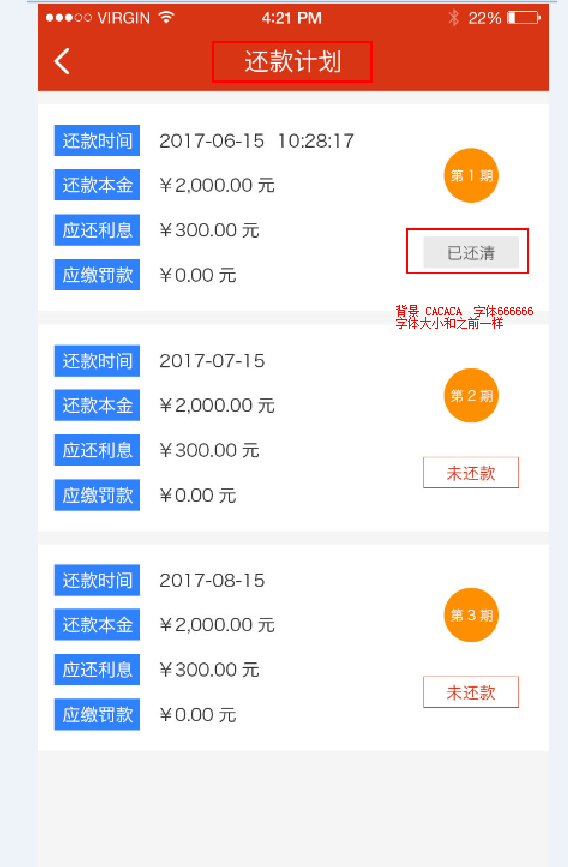 ●●●○○ VIRGIN 4:21 PM 22%
还款计划
还款时间 2017-06-15 10:28:17
还款本金 ￥2,000.00 元
第 1 期
应还利息 ￥300.00 元
已还清
应缴罚款 ￥0.00 元
背景 CACACA 字体666666
字体大小和之前一样
还款时间 2017-07-15
还款本金 ￥2,000.00 元
第 2 期
应还利息 ￥300.00 元
未还款
应缴罚款 ￥0.00 元
还款时间 2017-08-15
还款本金 ￥2,000.00 元
第 3 期
应还利息 ￥300.00 元
未还款
应缴罚款 ￥0.00 元